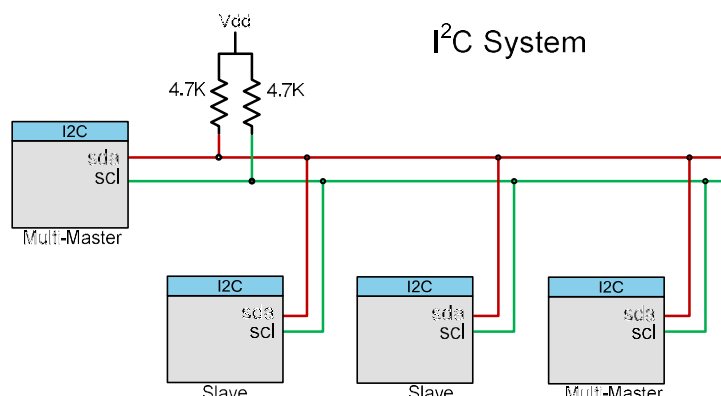 Vdd
I²C System
4.7K
4.7K
I2C
sda
scl
Multi-Master
I2C
sda
scl
Slave
I2C
sda
scl
Slave
I2C
sda
scl
Multi-Master